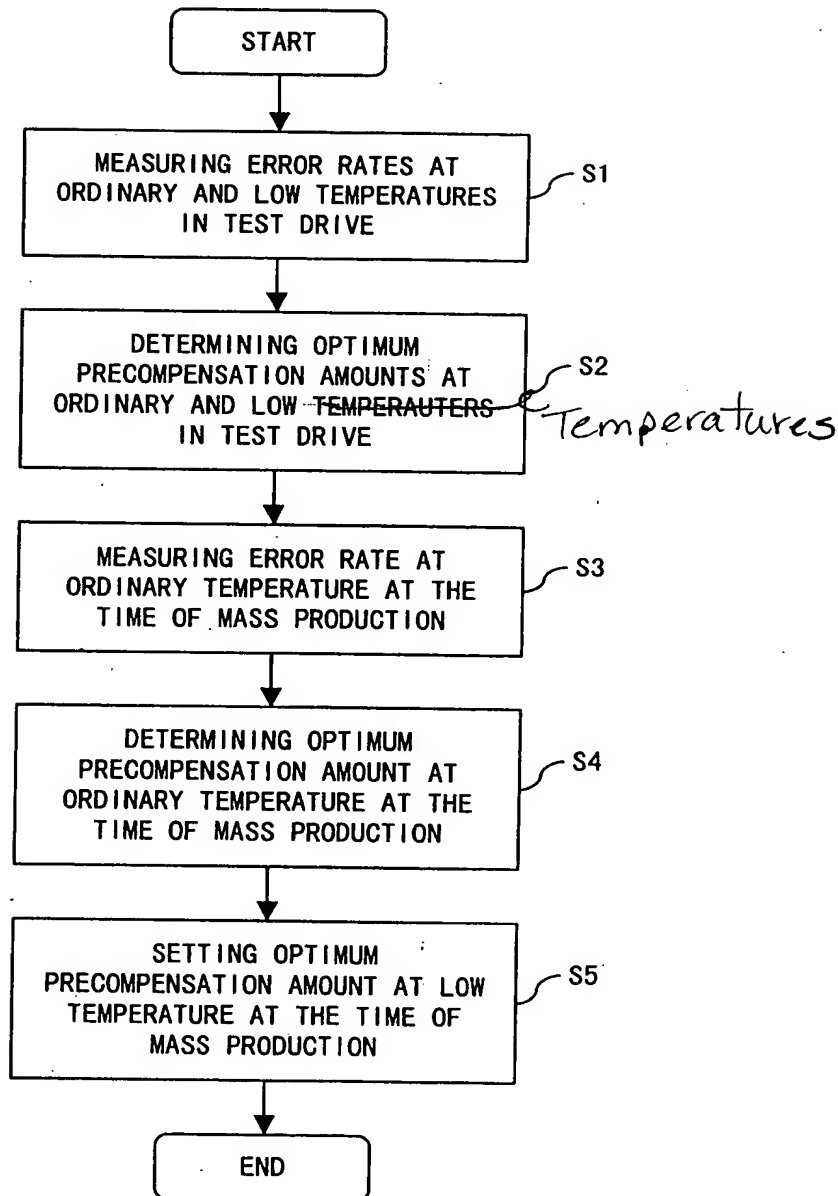 START
MEASURING ERROR RATES AT
ORDINARY AND LOW TEMPERATURES
IN TEST DRIVE
S1
DETERMINING OPTIMUM
PRECOMPENSATION AMOUNTS AT
ORDINARY AND LOW TEMPERAUTERS
IN TEST DRIVE
S2
Temperatures
MEASURING ERROR RATE AT
ORDINARY TEMPERATURE AT THE
TIME OF MASS PRODUCTION
S3
DETERMINING OPTIMUM
PRECOMPENSATION AMOUNT AT
ORDINARY TEMPERATURE AT THE
TIME OF MASS PRODUCTION
S4
SETTING OPTIMUM
PRECOMPENSATION AMOUNT AT LOW
TEMPERATURE AT THE TIME OF
MASS PRODUCTION
S5
END